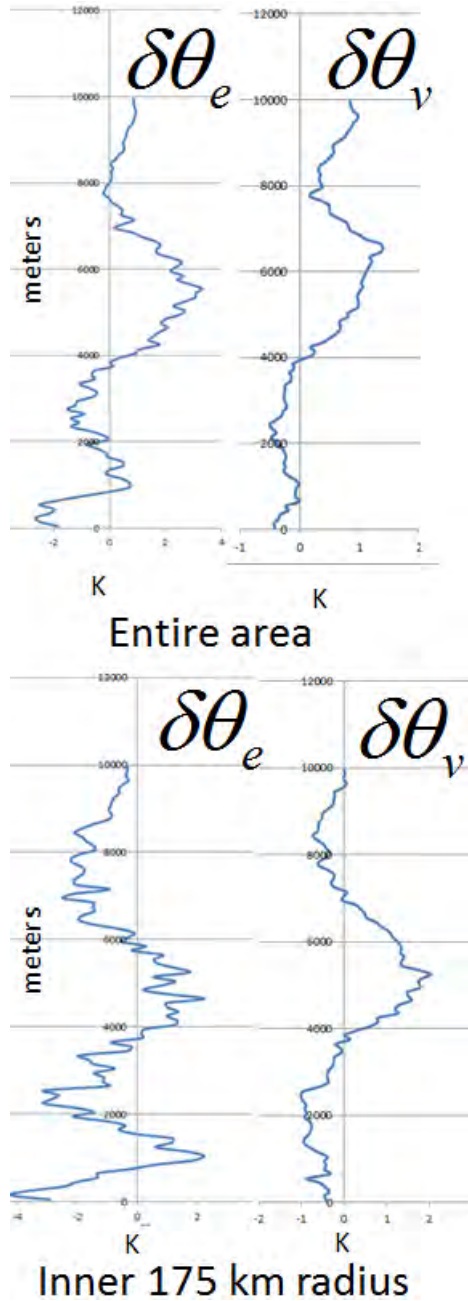 δθe δθv
12000 12000
10000 10000
8000 8000
meters
6000 6000
4000 4000
2000 2000
0 0
-2 0 2 4 -1 0 1 2
K K
Entire area
12000 12000
δθe δθv
10000 10000
8000 8000
meters
6000 6000
4000 4000
2000 2000
0 0
-4 -2 0 2 -2 -1 0 1 2
K K
Inner 175 km radius